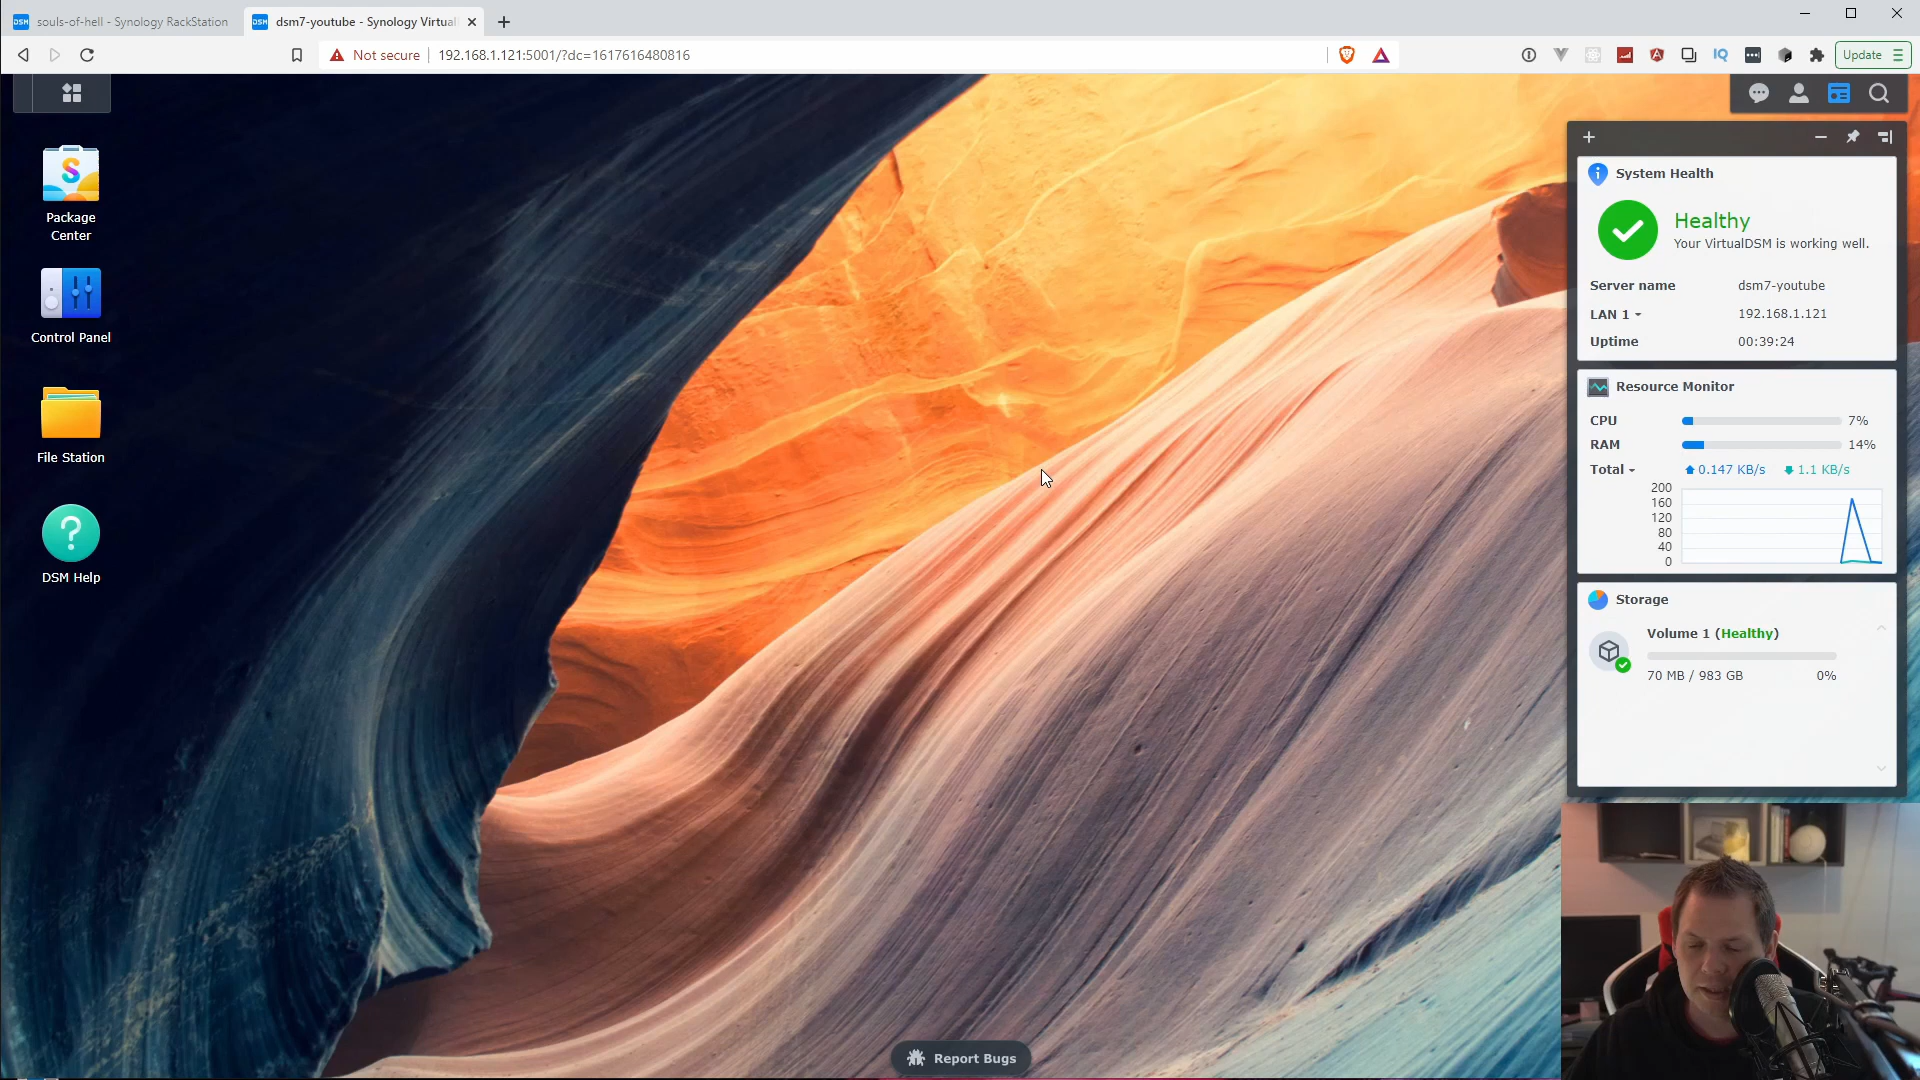 souls-of-hell - Synology RackStation
dsm7-youtube - Synology Virtual
Not secure
192.168.1.121:5001/?dc=1617616480816
Update
Package
Center
Control Panel
File Station
DSM Help
System Health
Healthy
Your VirtualDSM is working well.
Server name dsm7-youtube
LAN 1 192.168.1.121
Uptime 00:39:24
Resource Monitor
CPU 7%
RAM 14%
Total 0.147 KB/s 1.1 KB/s
200
160
120
80
40
0
Storage
Volume 1 (Healthy)
70 MB / 983 GB 0%
Report Bugs